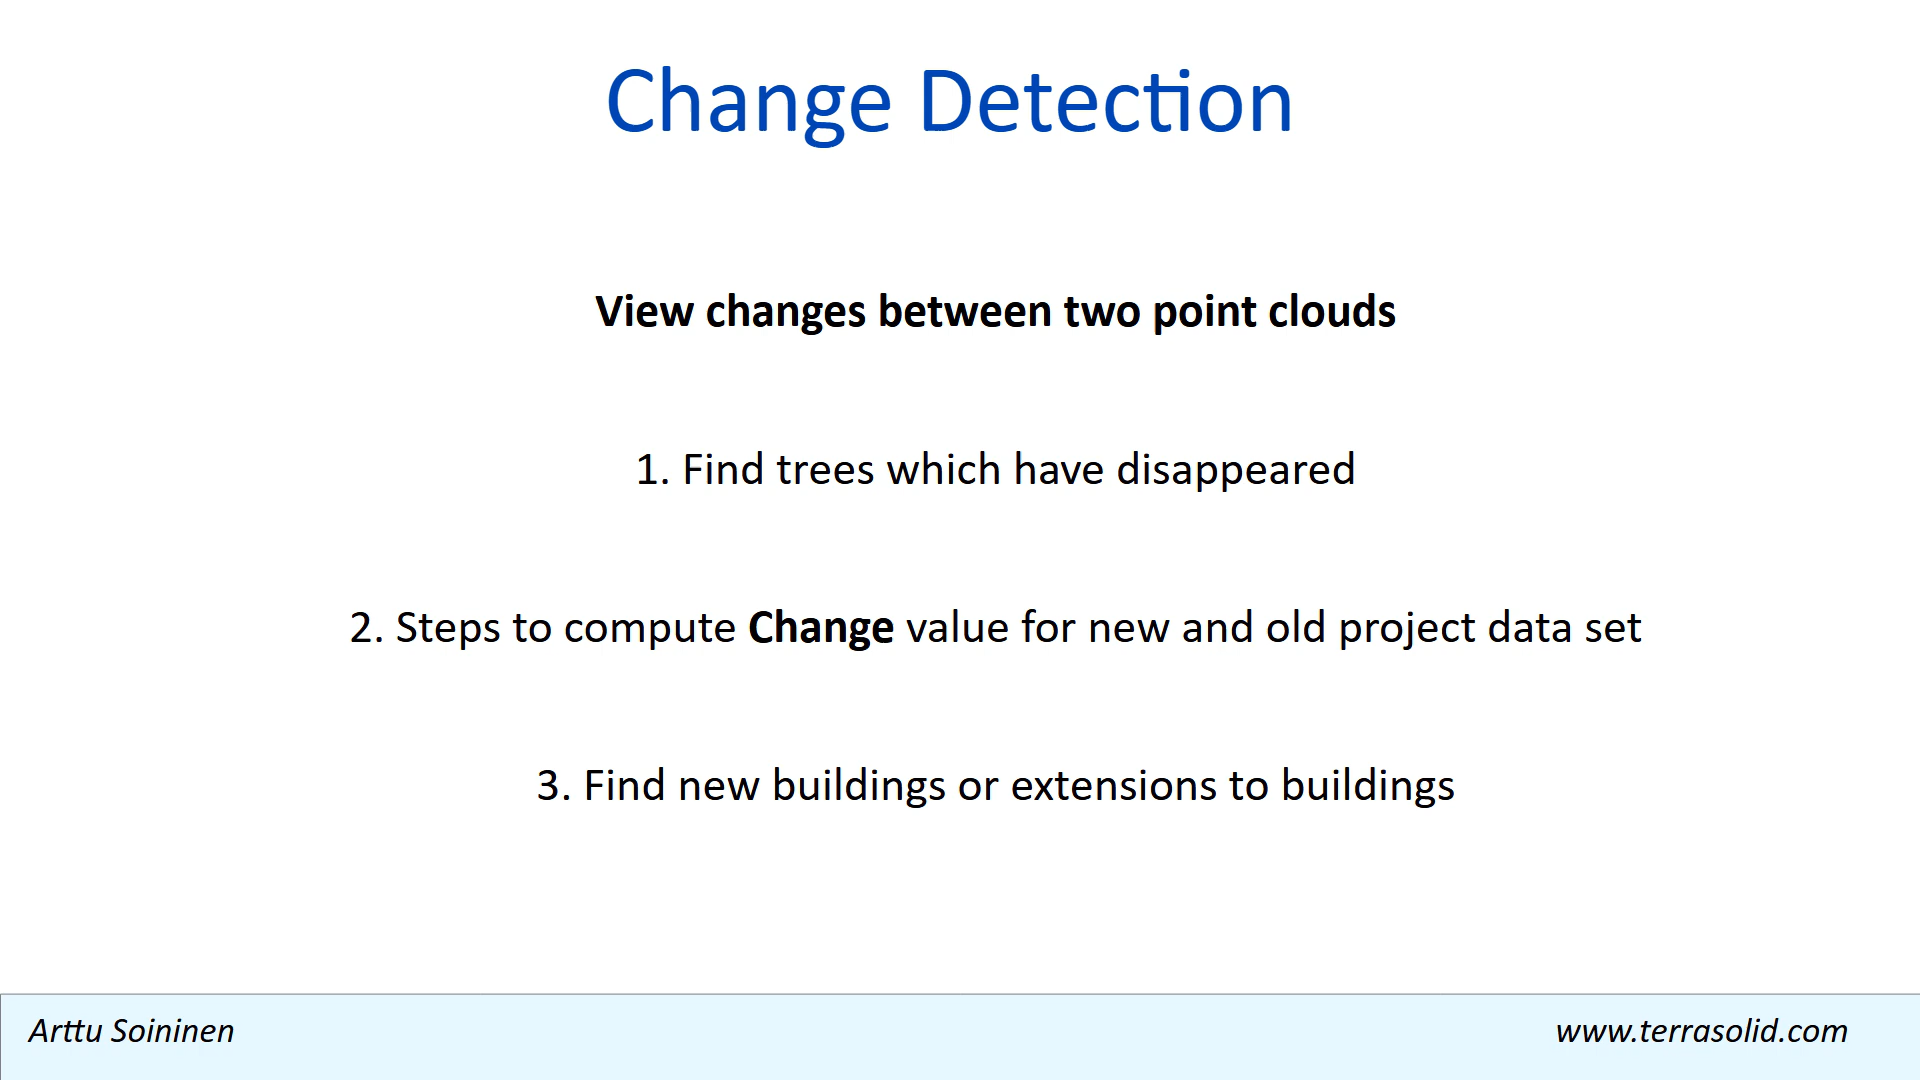 Change Detection
View changes between two point clouds
1. Find trees which have disappeared
2. Steps to compute Change value for new and old project data set
3. Find new buildings or extensions to buildings
Arttu Soininen
www.terrasolid.com